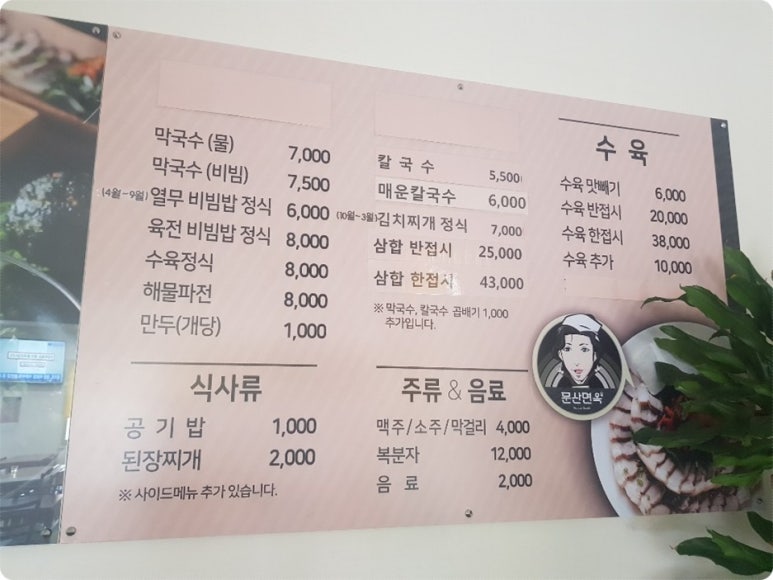 막국수 (물) 7,000
막국수 (비빔) 7,500
(4월~9월) 열무 비빔밥 정식 6,000
육전 비빔밥 정식 8,000
수육정식 8,000
해물파전 8,000
만두(개당) 1,000
식사류
공 기 밥 1,000
된장찌개 2,000
※ 사이드메뉴 추가 있습니다.
칼 국 수 5,500
매운칼국수 6,000
(10월~3월) 김치찌개 정식 7,000
삼합 반접시 25,000
삼합 한접시 43,000
※ 막국수, 칼국수 곱배기 1,000
추가입니다.
주류 & 음료
맥주/소주/막걸리 4,000
복분자 12,000
음 료 2,000
수 육
수육 맛빼기 6,000
수육 반접시 20,000
수육 한접시 38,000
수육 추가 10,000
문산면옥